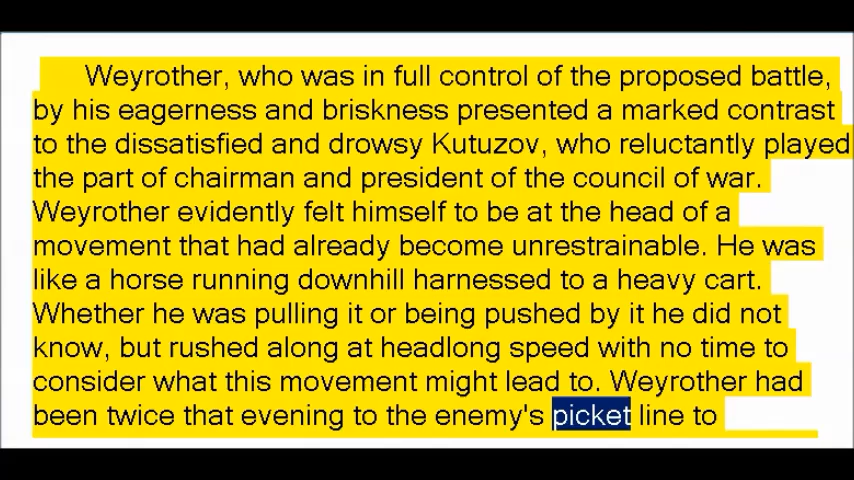 Weyrother, who was in full control of the proposed battle,
by his eagerness and briskness presented a marked contrast
to the dissatisfied and drowsy Kutuzov, who reluctantly played
the part of chairman and president of the council of war.
Weyrother evidently felt himself to be at the head of a
movement that had already become unrestrainable. He was
like a horse running downhill harnessed to a heavy cart.
Whether he was pulling it or being pushed by it he did not
know, but rushed along at headlong speed with no time to
consider what this movement might lead to. Weyrother had
been twice that evening to the enemy's picket line to